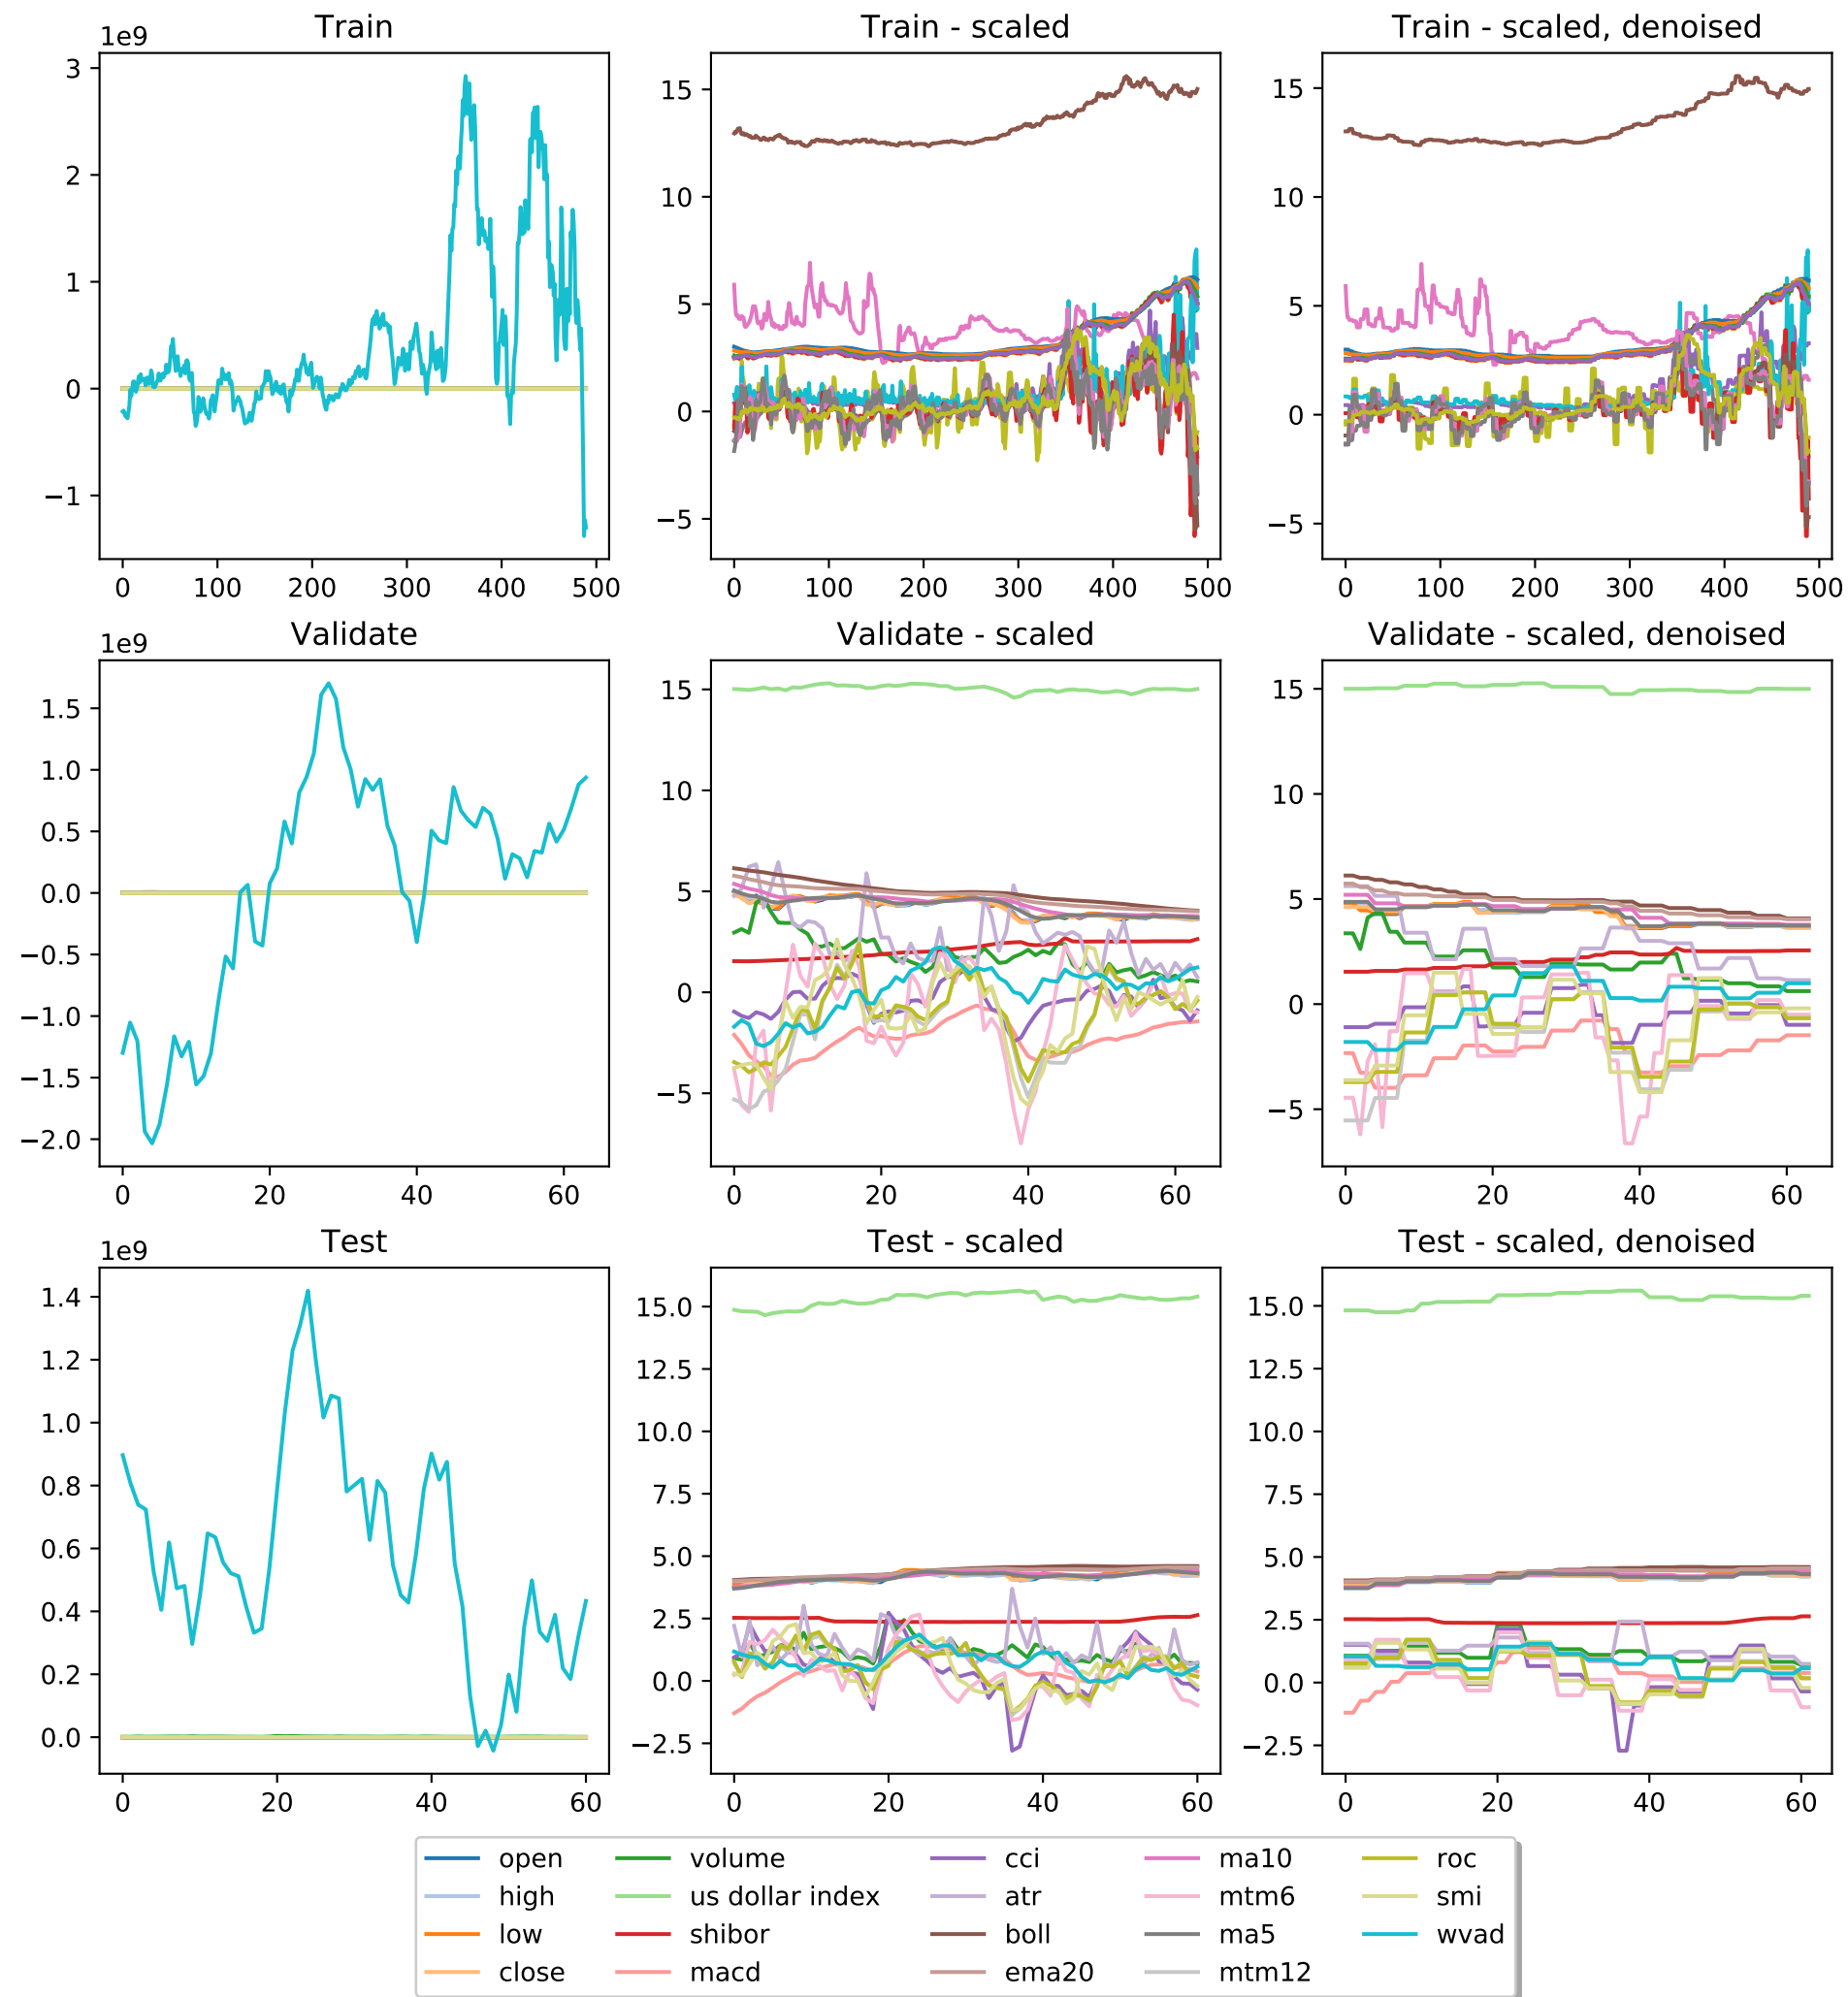 Train
Train - scaled
Train - scaled, denoised
1e9
3
2
1
0
−1
0 100 200 300 400 500
15
10
5
0
−5
0 100 200 300 400 500
15
10
5
0
−5
0 100 200 300 400 500
Validate
Validate - scaled
Validate - scaled, denoised
1e9
1.5
1.0
0.5
0.0
−0.5
−1.0
−1.5
−2.0
0 20 40 60
15
10
5
0
−5
0 20 40 60
15
10
5
0
−5
0 20 40 60
Test
Test - scaled
Test - scaled, denoised
1e9
1.4
1.2
1.0
0.8
0.6
0.4
0.2
0.0
0 20 40 60
15.0
12.5
10.0
7.5
5.0
2.5
0.0
−2.5
0 20 40 60
15.0
12.5
10.0
7.5
5.0
2.5
0.0
−2.5
0 20 40 60
open
high
low
close
volume
us dollar index
shibor
macd
cci
atr
boll
ema20
ma10
mtm6
ma5
mtm12
roc
smi
wvad